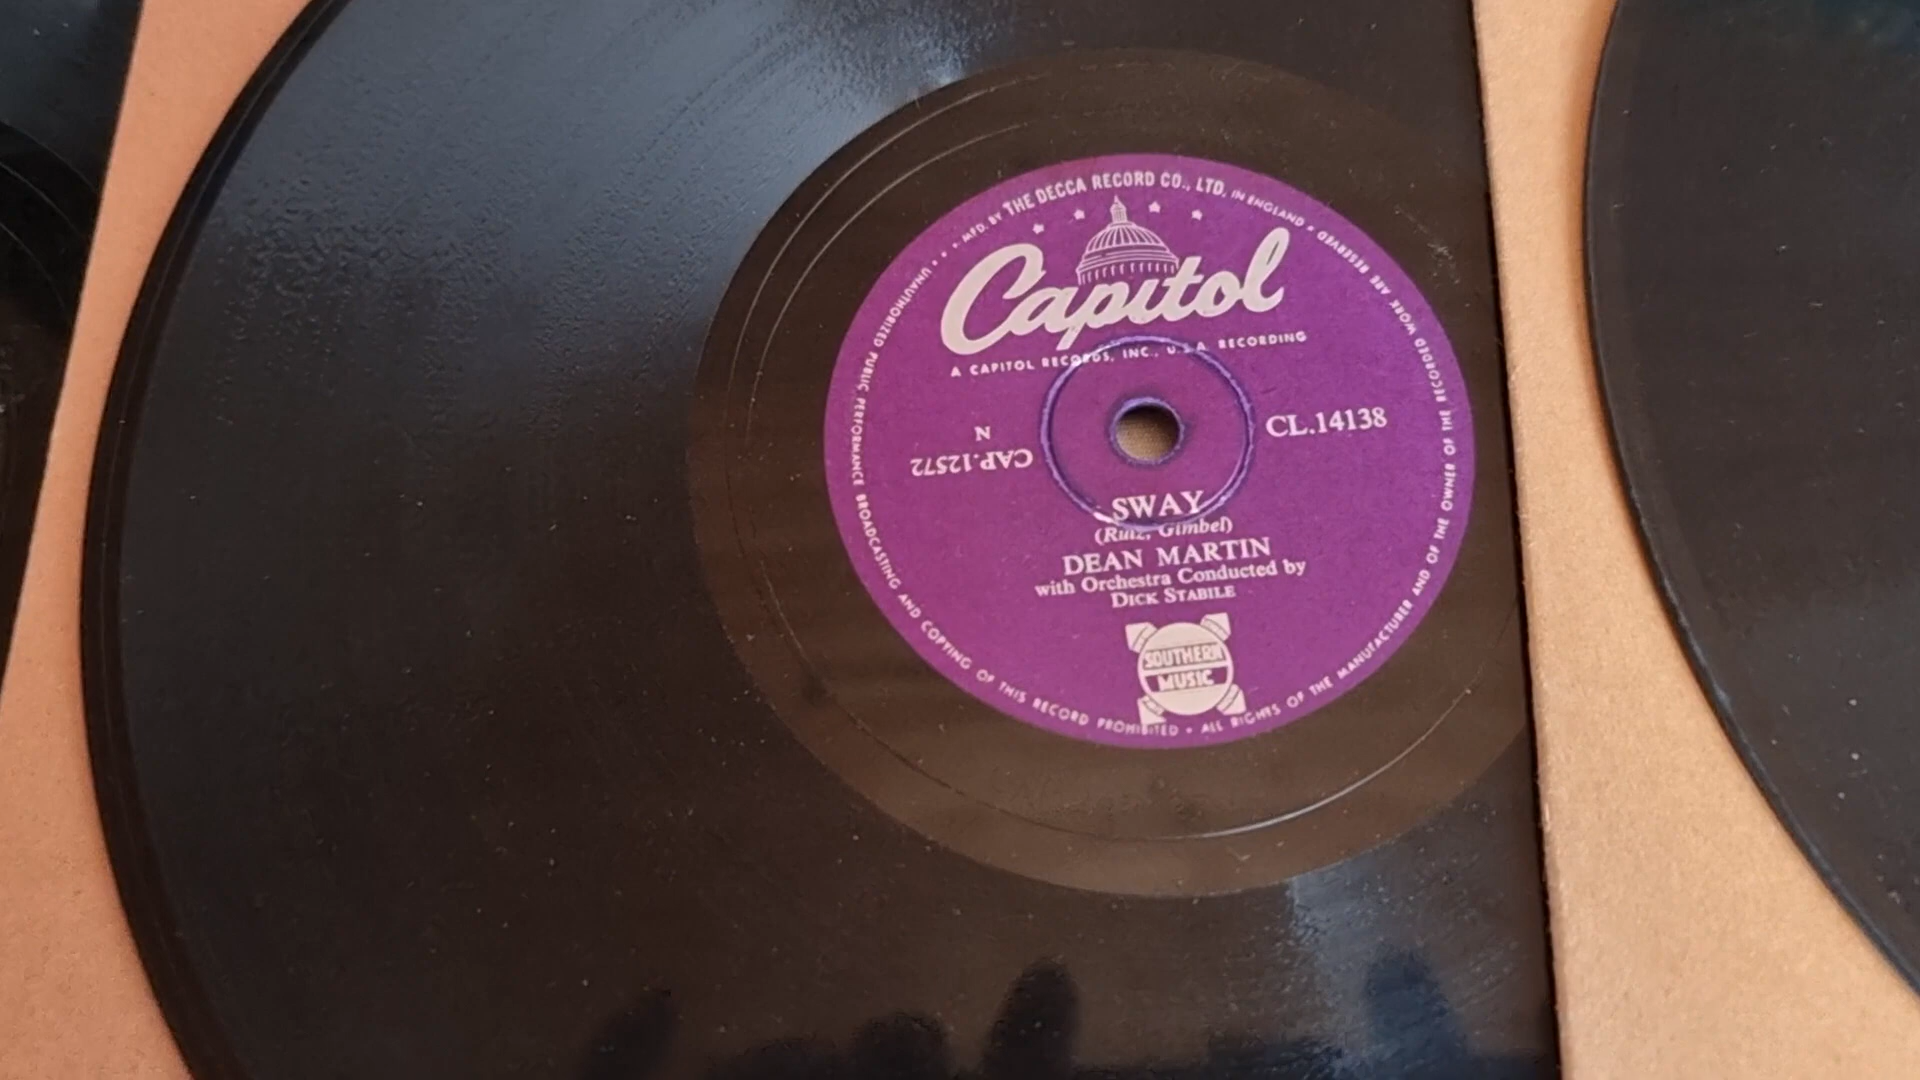 MFD. BY THE DECCA RECORD CO., LTD. IN ENGLAND • ALL RIGHTS OF THE MANUFACTURER AND OF THE OWNER OF THE RECORDED WORK ARE RESERVED •
UNAUTHORIZED PUBLIC PERFORMANCE BROADCASTING AND COPYING OF THIS RECORD PROHIBITED •
Capitol
A CAPITOL RECORDS, INC., U.S.A. RECORDING
N
CAP.12572
CL.14138
SWAY
(Ruiz, Gimbel)
DEAN MARTIN
with Orchestra Conducted by
DICK STABILE
SOUTHERN
MUSIC